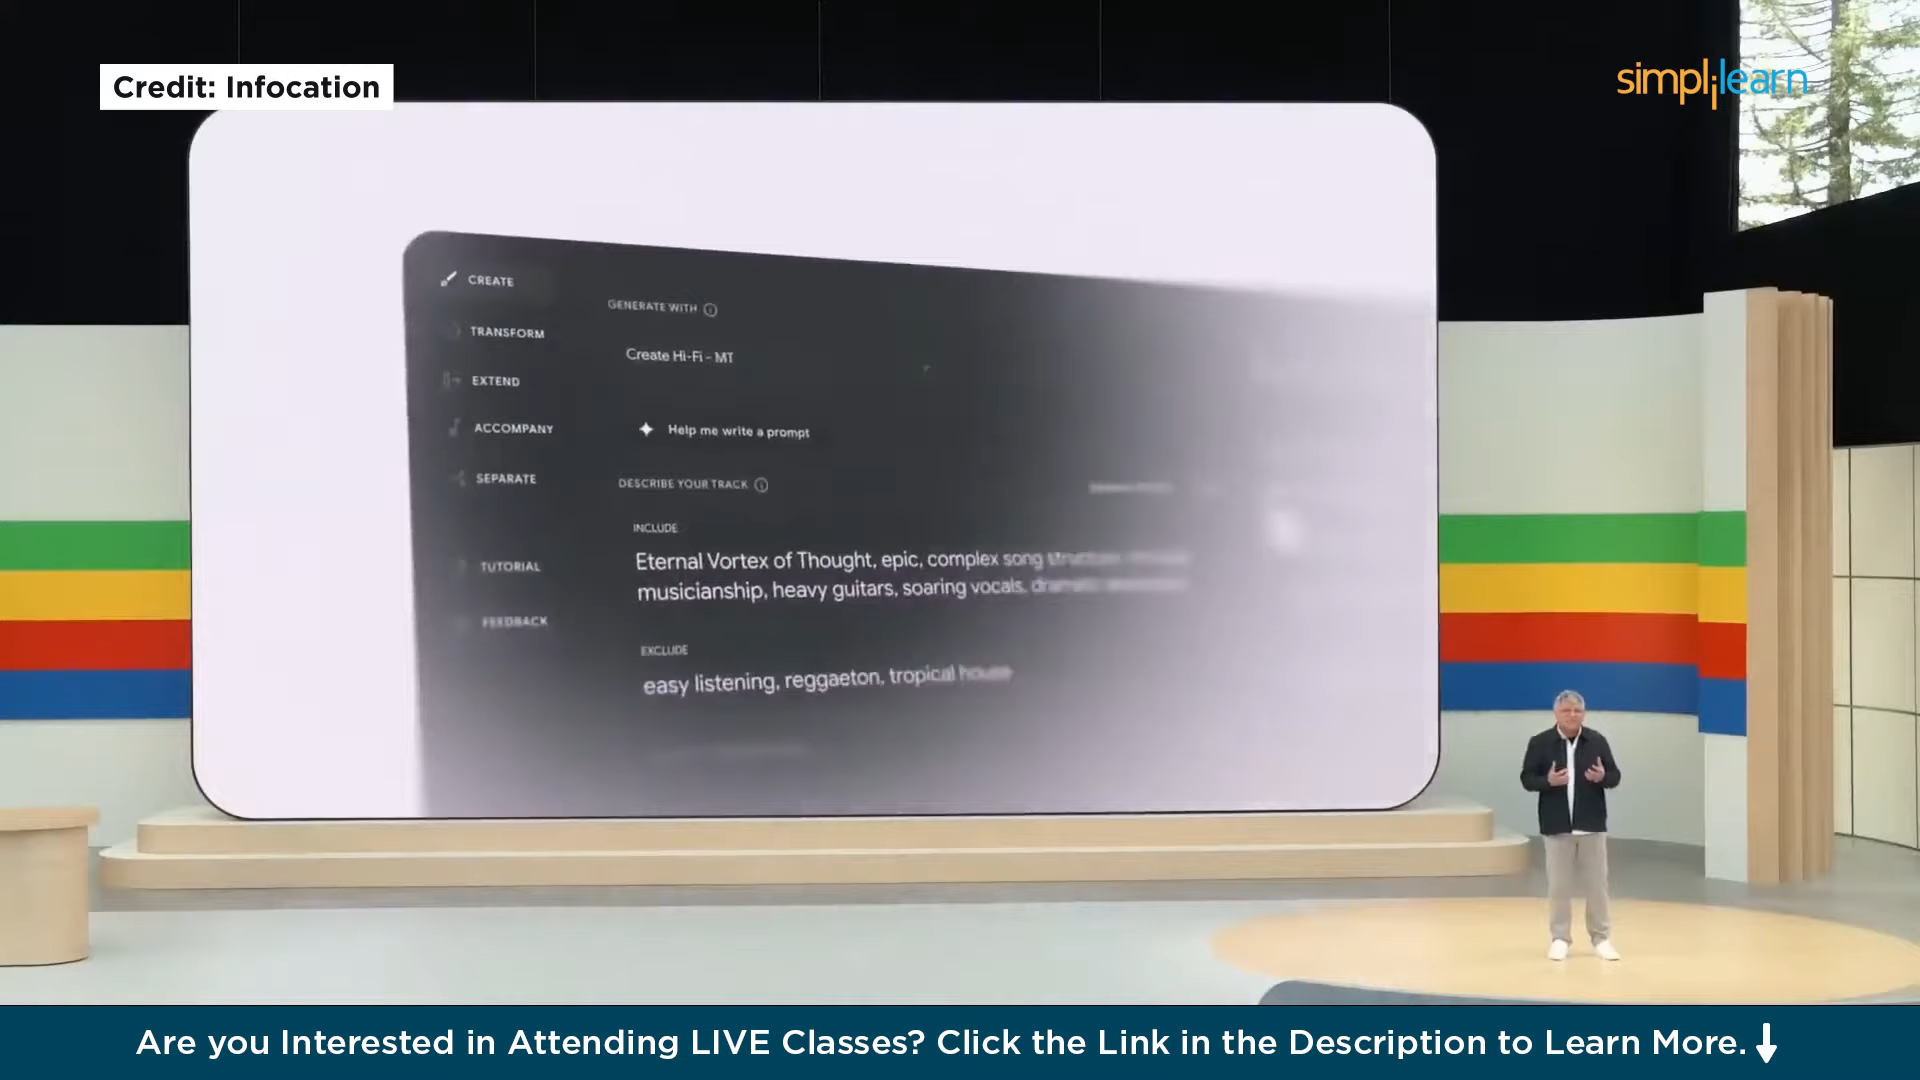 Credit: Infocation
simplilearn
CREATE
TRANSFORM
EXTEND
ACCOMPANY
SEPARATE
TUTORIAL
FEEDBACK
GENERATE WITH
Create Hi-Fi - MT
Help me write a prompt
DESCRIBE YOUR TRACK
INCLUDE
Eternal Vortex of Thought, epic, complex song structure,
musicianship, heavy guitars, soaring vocals, dramatic
EXCLUDE
easy listening, reggaeton, tropical house
Are you Interested in Attending LIVE Classes? Click the Link in the Description to Learn More.